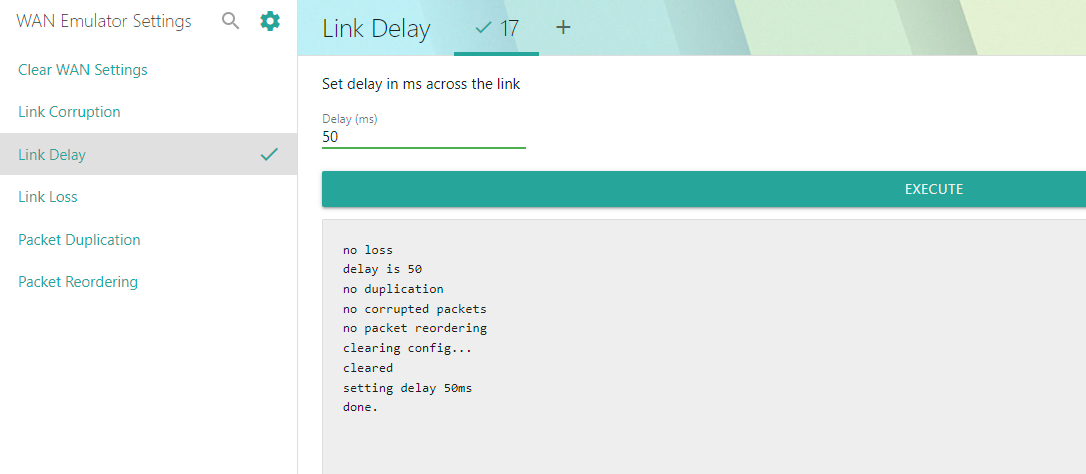 WAN Emulator Settings
Clear WAN Settings
Link Corruption
Link Delay
Link Loss
Packet Duplication
Packet Reordering
Link Delay
17
Set delay in ms across the link
Delay (ms)
50
EXECUTE
no loss
delay is 50
no duplication
no corrupted packets
no packet reordering
clearing config...
cleared
setting delay 50ms
done.